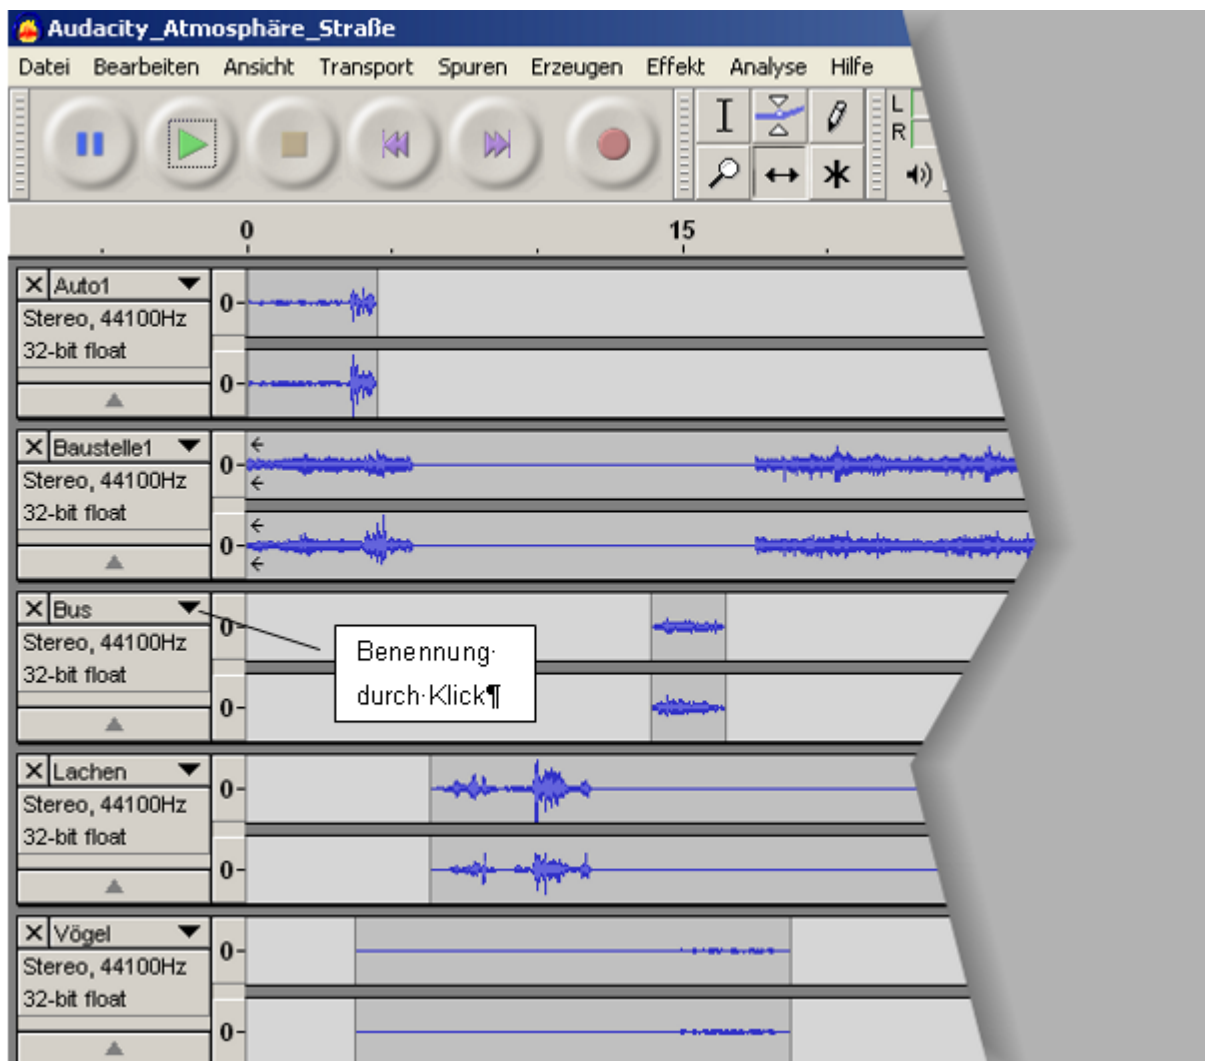 Audacity_Atmosphäre_Straße
Datei Bearbeiten Ansicht Transport Spuren Erzeugen Effekt Analyse Hilfe
L
R
0 15
Auto1
Stereo, 44100Hz
32-bit float
0-
0-
Baustelle1
Stereo, 44100Hz
32-bit float
0-
0-
Bus
Stereo, 44100Hz
32-bit float
0-
0-
Benennung·
durch·Klick¶
Lachen
Stereo, 44100Hz
32-bit float
0-
0-
Vögel
Stereo, 44100Hz
32-bit float
0-
0-